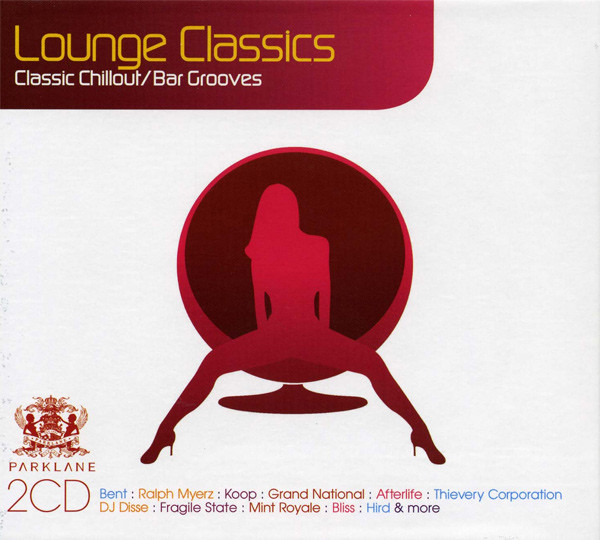 Lounge Classics
Classic Chillout/Bar Grooves
PARKLANE
2CD
Bent : Ralph Myerz : Koop : Grand National : Afterlife : Thievery Corporation
DJ Disse : Fragile State : Mint Royale : Bliss : Hird & more